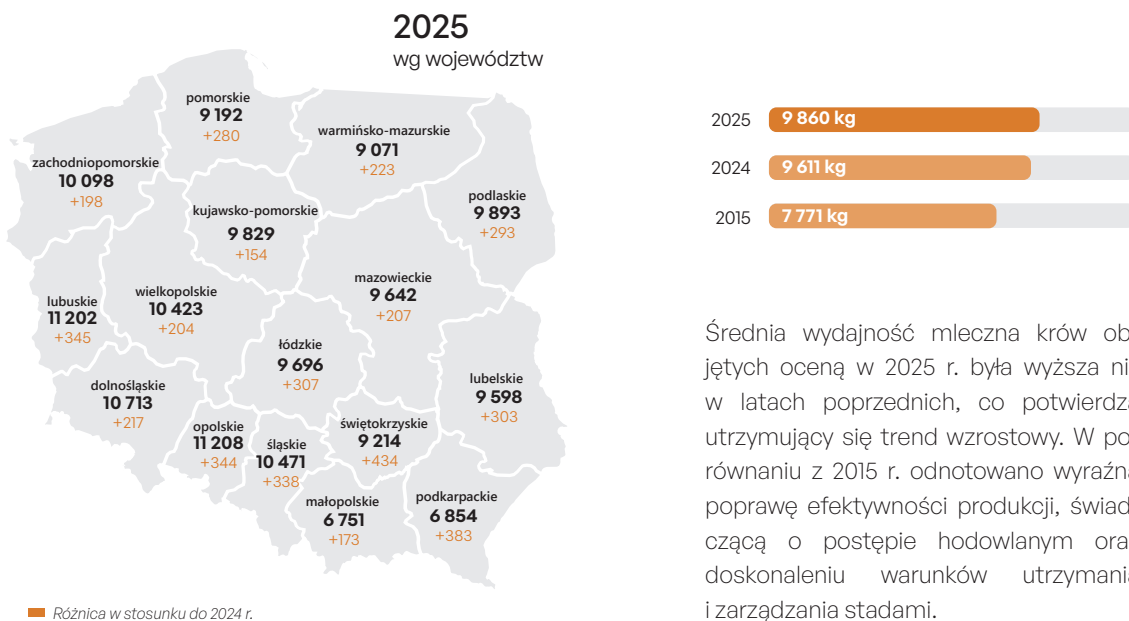 2025
wg województw
pomorskie
9 192
+280
warmińsko-mazurskie
9 071
+223
zachodniopomorskie
10 098
+198
podlaskie
9 893
+293
kujawsko-pomorskie
9 829
+154
mazowieckie
9 642
+207
wielkopolskie
10 423
+204
lubuskie
11 202
+345
łódzkie
9 696
+307
lubelskie
9 598
+303
dolnośląskie
10 713
+217
opolskie
11 208
+344
śląskie
10 471
+338
świętokrzyskie
9 214
+434
małopolskie
6 751
+173
podkarpackie
6 854
+383
Różnica w stosunku do 2024 r.
2025 9 860 kg
2024 9 611 kg
2015 7 771 kg
Średnia wydajność mleczna krów ob
jętych oceną w 2025 r. była wyższa ni
w latach poprzednich, co potwierdza
utrzymujący się trend wzrostowy. W po
równaniu z 2015 r. odnotowano wyraźną
poprawę efektywności produkcji, świad
czącą o postępie hodowlanym ora
doskonaleniu warunków utrzymania
i zarządzania stadami.